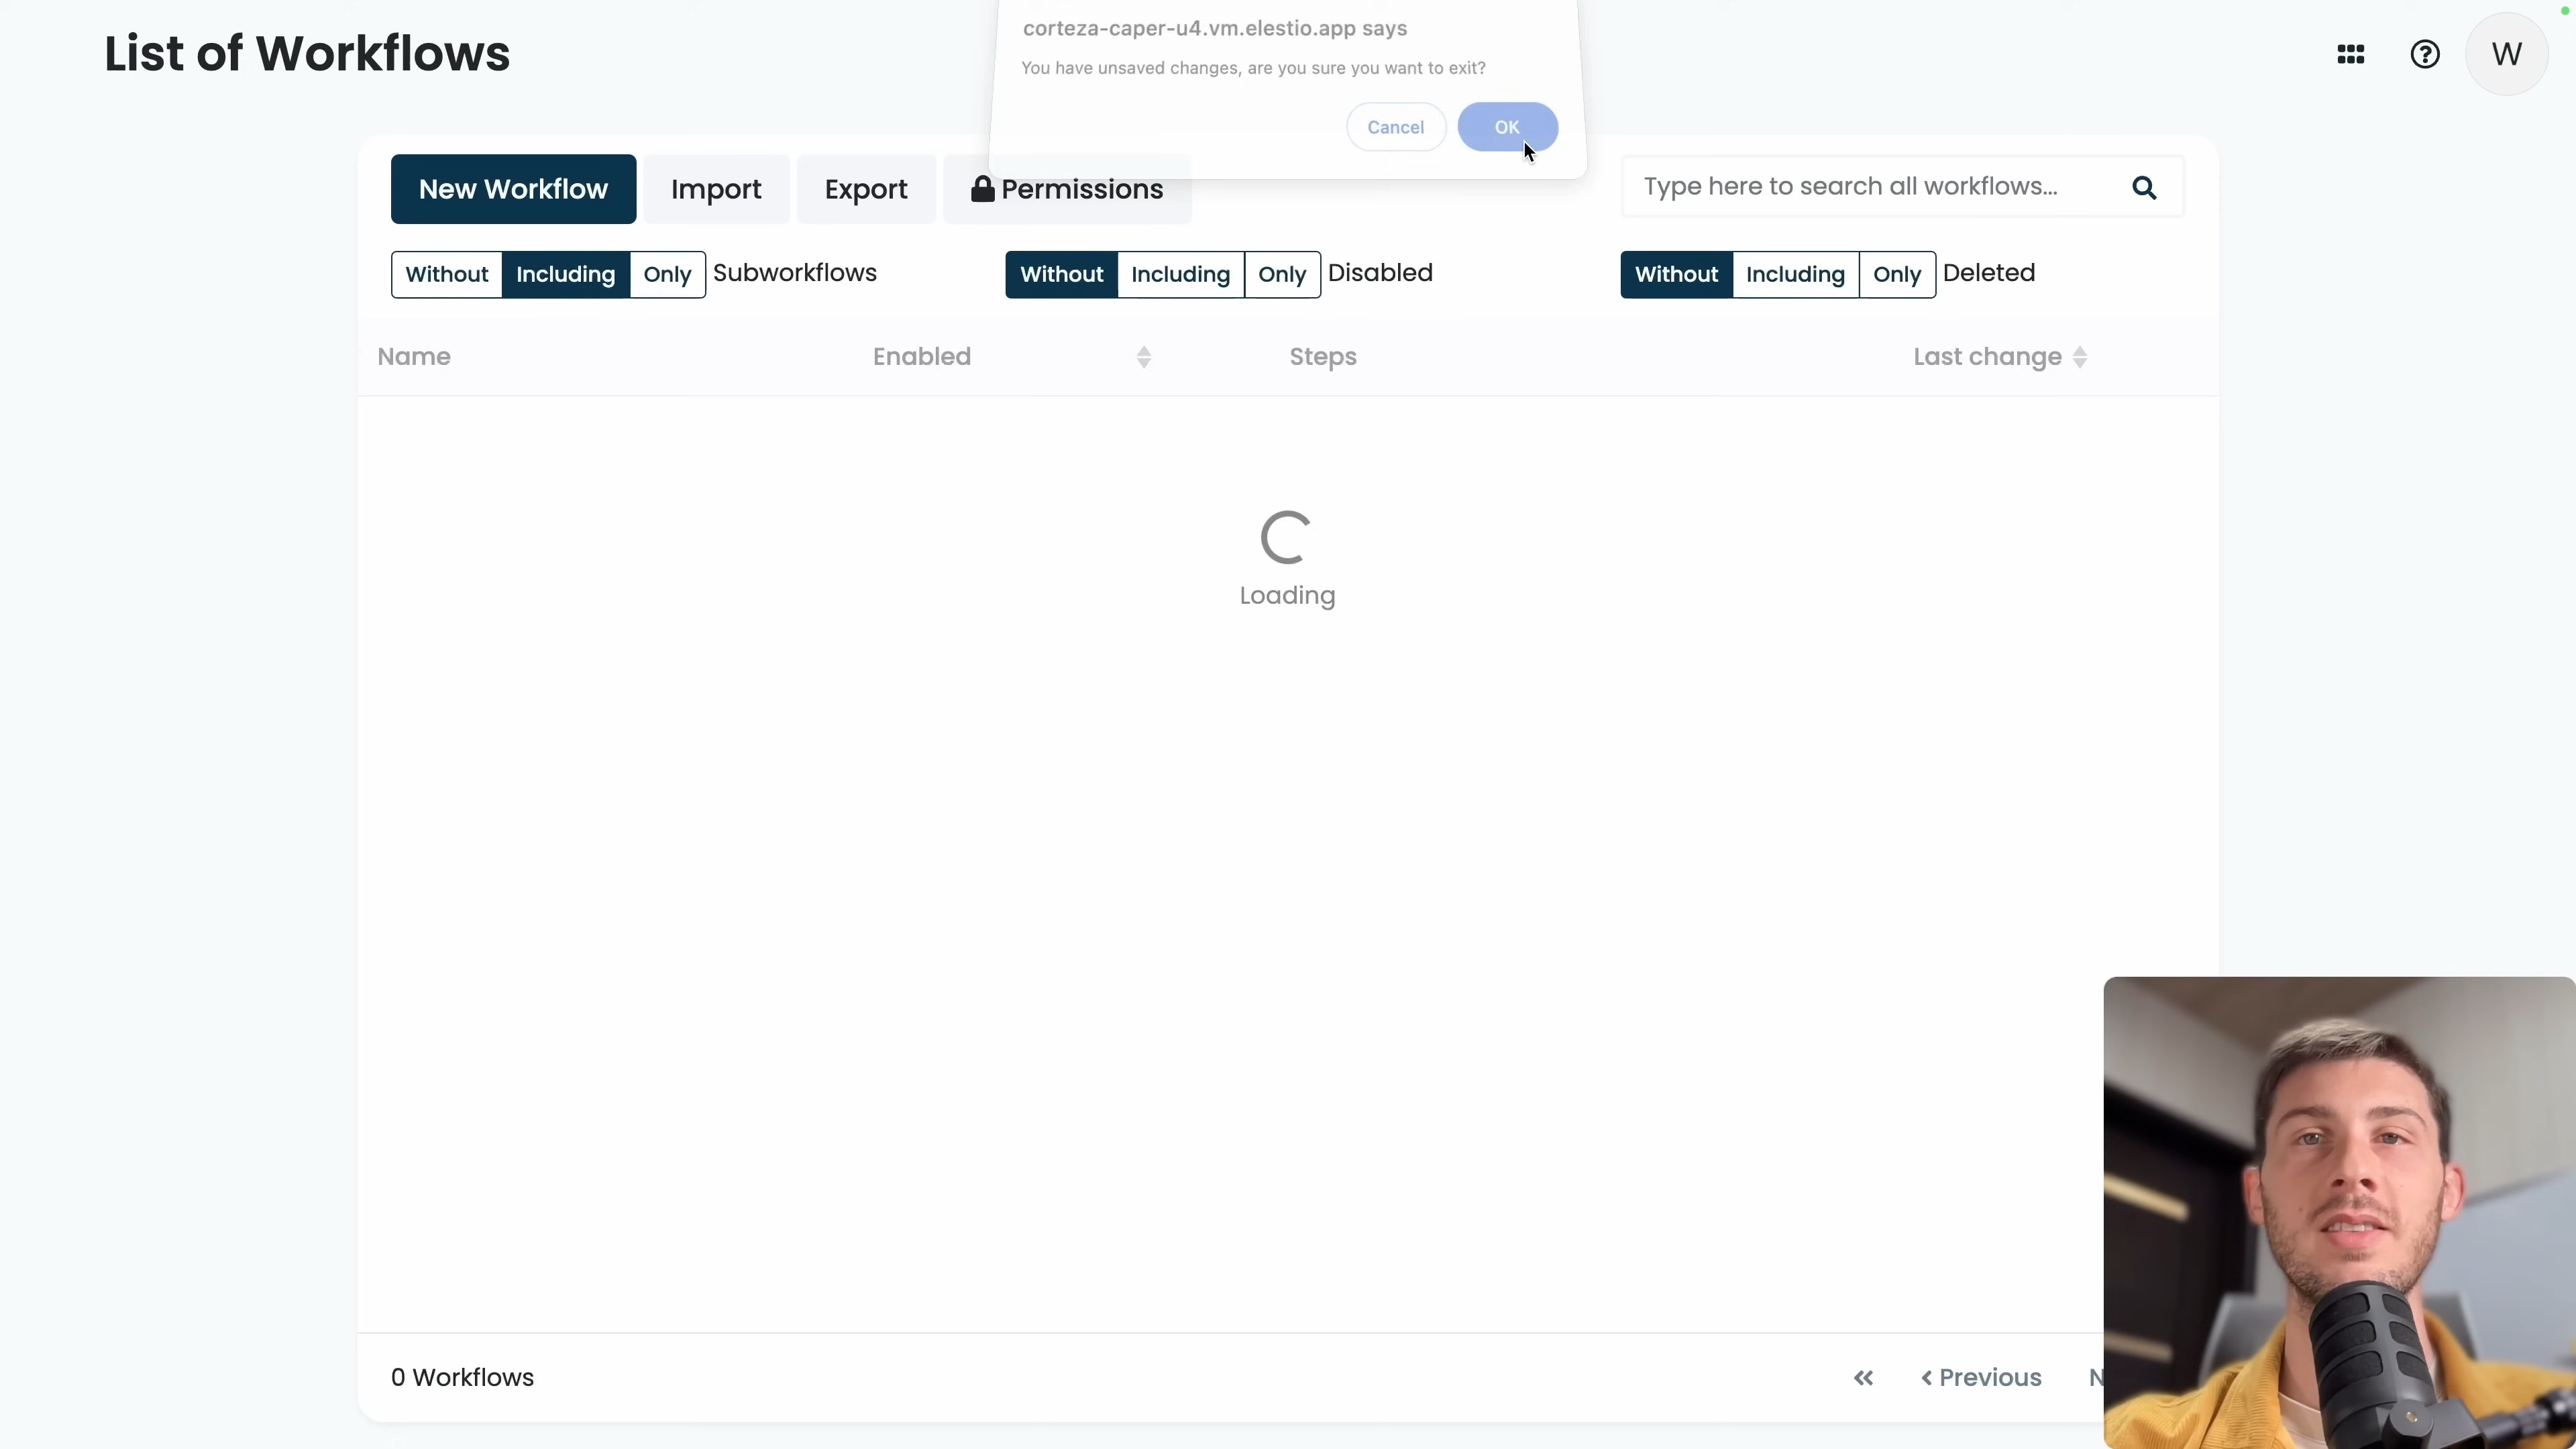 List of Workflows
corteza-caper-u4.vm.elestio.app says
You have unsaved changes, are you sure you want to exit?
Cancel
OK
W
New Workflow
Import
Export
Permissions
Type here to search all workflows...
Without Including Only Subworkflows
Without Including Only Disabled
Without Including Only Deleted
Name
Enabled
Steps
Last change
Loading
0 Workflows
« ‹ Previous